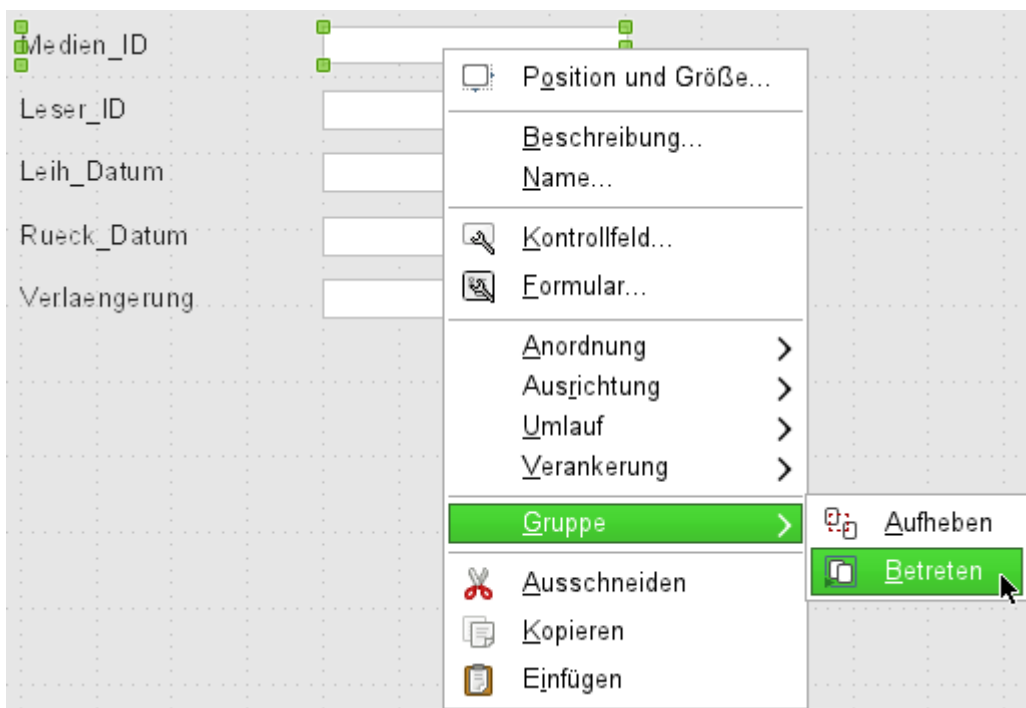 Medien_ID
Leser_ID
Leih_Datum
Rueck_Datum
Verlaengerung
Position und Größe...
Beschreibung...
Name...
Kontrollfeld...
Formular...
Anordnung
Ausrichtung
Umlauf
Verankerung
Gruppe
Aufheben
Betreten
Ausschneiden
Kopieren
Einfügen